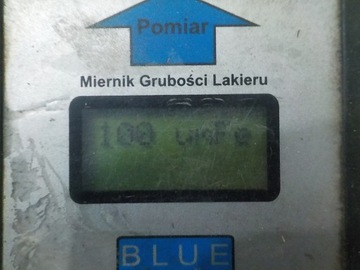 Pomiar
Miernik Grubości Lakieru
100 umFe
BLUE